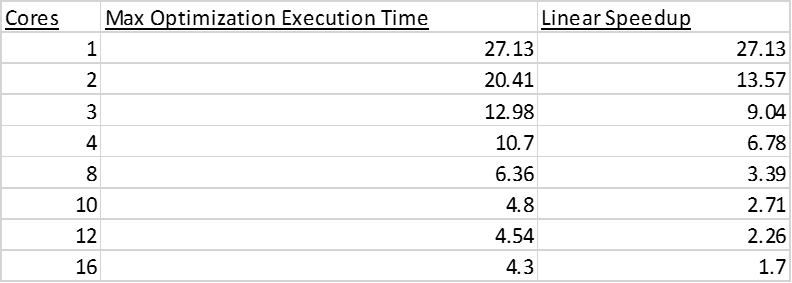 Cores Max Optimization Execution Time Linear Speedup
1 27.13 27.13
2 20.41 13.57
3 12.98 9.04
4 10.7 6.78
8 6.36 3.39
10 4.8 2.71
12 4.54 2.26
16 4.3 1.7